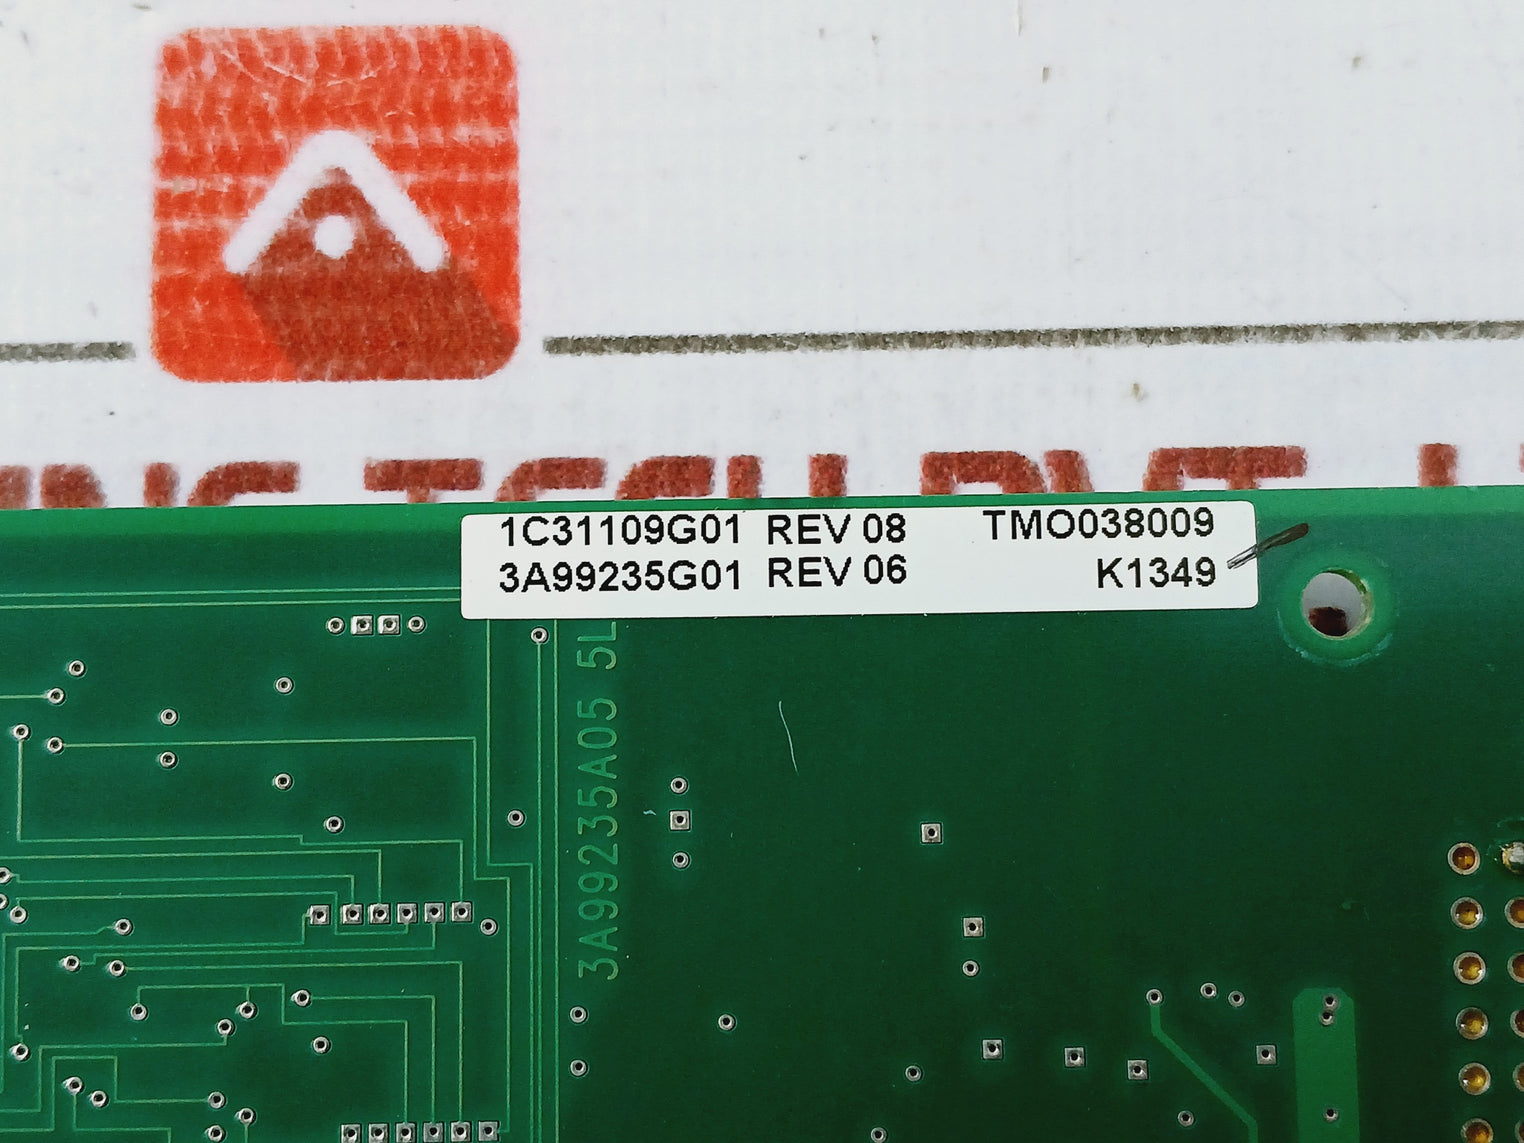 1C31109G01 REV 08 TMO038009
3A99235G01 REV 06 K1349
3A99235A05 5L